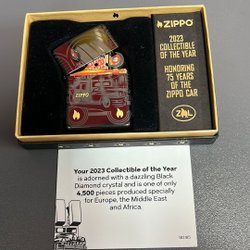 ZIPPO
2023
COLLECTIBLE
OF THE
YEAR
HONORING
75 YEARS
OF THE
ZIPPO CAR
ZIPPO
Your 2023 Collectible of the Year
is adorned with a dazzling Black
Diamond crystal and is one of only
4,500 pieces produced specially
for Europe, the Middle East
and Africa.